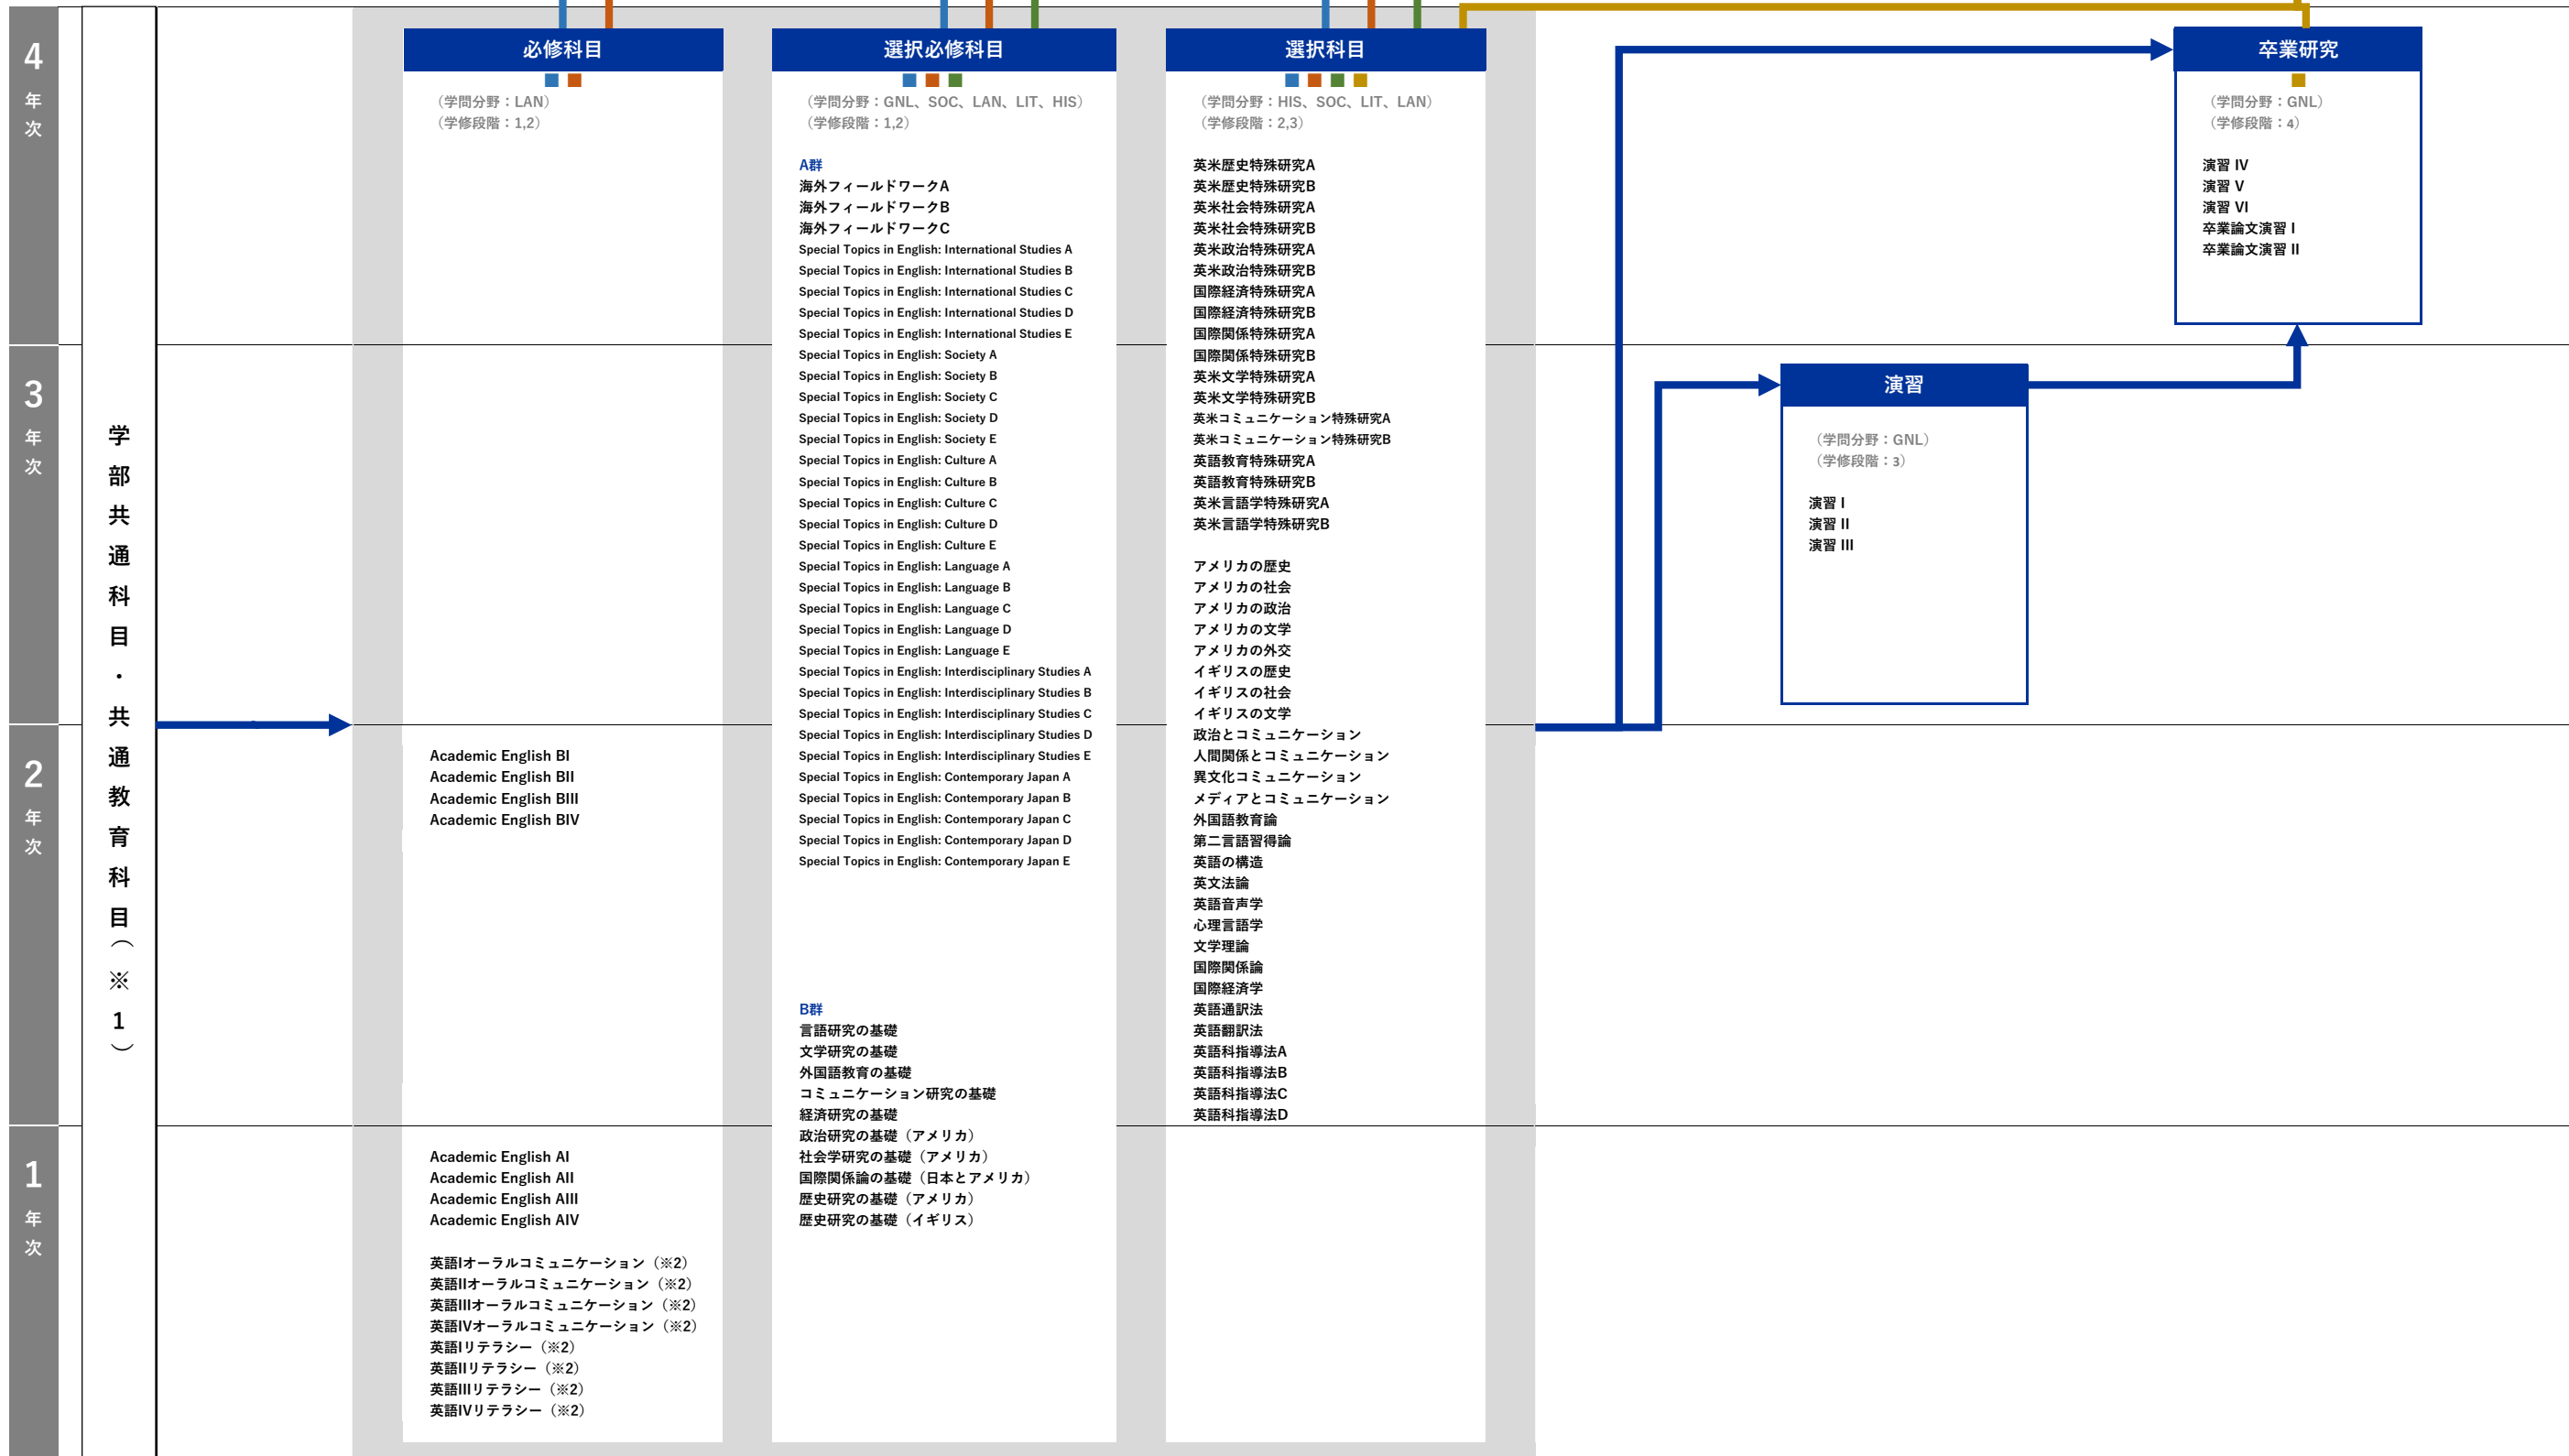 4
年
次
3
年
次
2
年
次
1
年
次
学部共通科目・共通教育科目（※1）
必修科目
（学問分野：LAN）
（学修段階：1,2）
Academic English BI
Academic English BII
Academic English BIII
Academic English BIV
Academic English AI
Academic English AII
Academic English AIII
Academic English AIV
英語Iオーラルコミュニケーション（※2）
英語IIオーラルコミュニケーション（※2）
英語IIIオーラルコミュニケーション（※2）
英語IVオーラルコミュニケーション（※2）
英語Iリテラシー（※2）
英語IIリテラシー（※2）
英語IIIリテラシー（※2）
英語IVリテラシー（※2）
選択必修科目
（学問分野：GNL、SOC、LAN、LIT、HIS）
（学修段階：1,2）
A群
海外フィールドワークA
海外フィールドワークB
海外フィールドワークC
Special Topics in English: International Studies A
Special Topics in English: International Studies B
Special Topics in English: International Studies C
Special Topics in English: International Studies D
Special Topics in English: International Studies E
Special Topics in English: Society A
Special Topics in English: Society B
Special Topics in English: Society C
Special Topics in English: Society D
Special Topics in English: Society E
Special Topics in English: Culture A
Special Topics in English: Culture B
Special Topics in English: Culture C
Special Topics in English: Culture D
Special Topics in English: Culture E
Special Topics in English: Language A
Special Topics in English: Language B
Special Topics in English: Language C
Special Topics in English: Language D
Special Topics in English: Language E
Special Topics in English: Interdisciplinary Studies A
Special Topics in English: Interdisciplinary Studies B
Special Topics in English: Interdisciplinary Studies C
Special Topics in English: Interdisciplinary Studies D
Special Topics in English: Interdisciplinary Studies E
Special Topics in English: Contemporary Japan A
Special Topics in English: Contemporary Japan B
Special Topics in English: Contemporary Japan C
Special Topics in English: Contemporary Japan D
Special Topics in English: Contemporary Japan E
B群
言語研究の基礎
文学研究の基礎
外国語教育の基礎
コミュニケーション研究の基礎
経済研究の基礎
政治研究の基礎（アメリカ）
社会学研究の基礎（アメリカ）
国際関係論の基礎（日本とアメリカ）
歴史研究の基礎（アメリカ）
歴史研究の基礎（イギリス）
選択科目
（学問分野：HIS、SOC、LIT、LAN）
（学修段階：2,3）
英米歴史特殊研究A
英米歴史特殊研究B
英米社会特殊研究A
英米社会特殊研究B
英米政治特殊研究A
英米政治特殊研究B
国際経済特殊研究A
国際経済特殊研究B
国際関係特殊研究A
国際関係特殊研究B
英米文学特殊研究A
英米文学特殊研究B
英米コミュニケーション特殊研究A
英米コミュニケーション特殊研究B
英語教育特殊研究A
英語教育特殊研究B
英米言語学特殊研究A
英米言語学特殊研究B
アメリカの歴史
アメリカの社会
アメリカの政治
アメリカの文学
アメリカの外交
イギリスの歴史
イギリスの社会
イギリスの文学
政治とコミュニケーション
人間関係とコミュニケーション
異文化コミュニケーション
メディアとコミュニケーション
外国語教育論
第二言語習得論
英語の構造
英文法論
英語音声学
心理言語学
文学理論
国際関係論
国際経済学
英語通訳法
英語翻訳法
英語科指導法A
英語科指導法B
英語科指導法C
英語科指導法D
演習
（学問分野：GNL）
（学修段階：3）
演習 I
演習 II
演習 III
卒業研究
（学問分野：GNL）
（学修段階：4）
演習 IV
演習 V
演習 VI
卒業論文演習 I
卒業論文演習 II